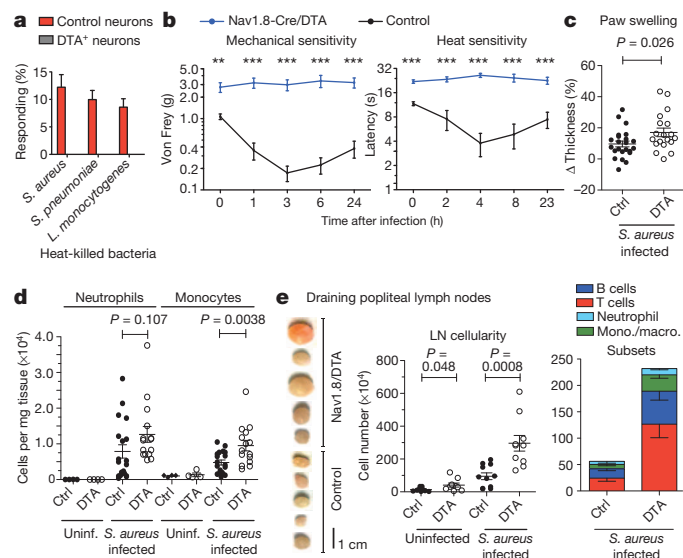 a
Control neurons
DTA⁺ neurons
Responding (%)
15
10
5
0
S. aureus
S. pneumoniae
L. monocytogenes
Heat-killed bacteria
b
Nav1.8-Cre/DTA
Control
Mechanical sensitivity
** *** *** *** ***
Von Frey (g)
5.0
3.0
1.0
0.4
0.2
0.1
0 1 3 6 24
Heat sensitivity
*** *** *** *** ***
Latency (s)
32
16
8
4
2
1
0 2 4 8 23
Time after infection (h)
c
Paw swelling
P = 0.026
Δ Thickness (%)
60
40
20
0
–20
Ctrl
DTA
S. aureus
infected
d
Neutrophils
Monocytes
P = 0.107
P = 0.0038
Cells per mg tissue (×10⁴)
4.0
3.0
2.0
1.0
0
Ctrl
DTA
Ctrl
DTA
Ctrl
DTA
Ctrl
DTA
Uninf.
S. aureus
infected
Uninf.
S. aureus
infected
e
Draining popliteal lymph nodes
Nav1.8/DTA
Control
1 cm
LN cellularity
P =
0.048
P =
0.0008
Cell number (×10⁴)
800
600
400
200
0
Ctrl
DTA
Ctrl
DTA
Uninfected
S. aureus
infected
B cells
T cells
Neutrophil
Mono./macro.
Subsets
250
200
150
100
50
0
Ctrl
DTA
S. aureus
infected